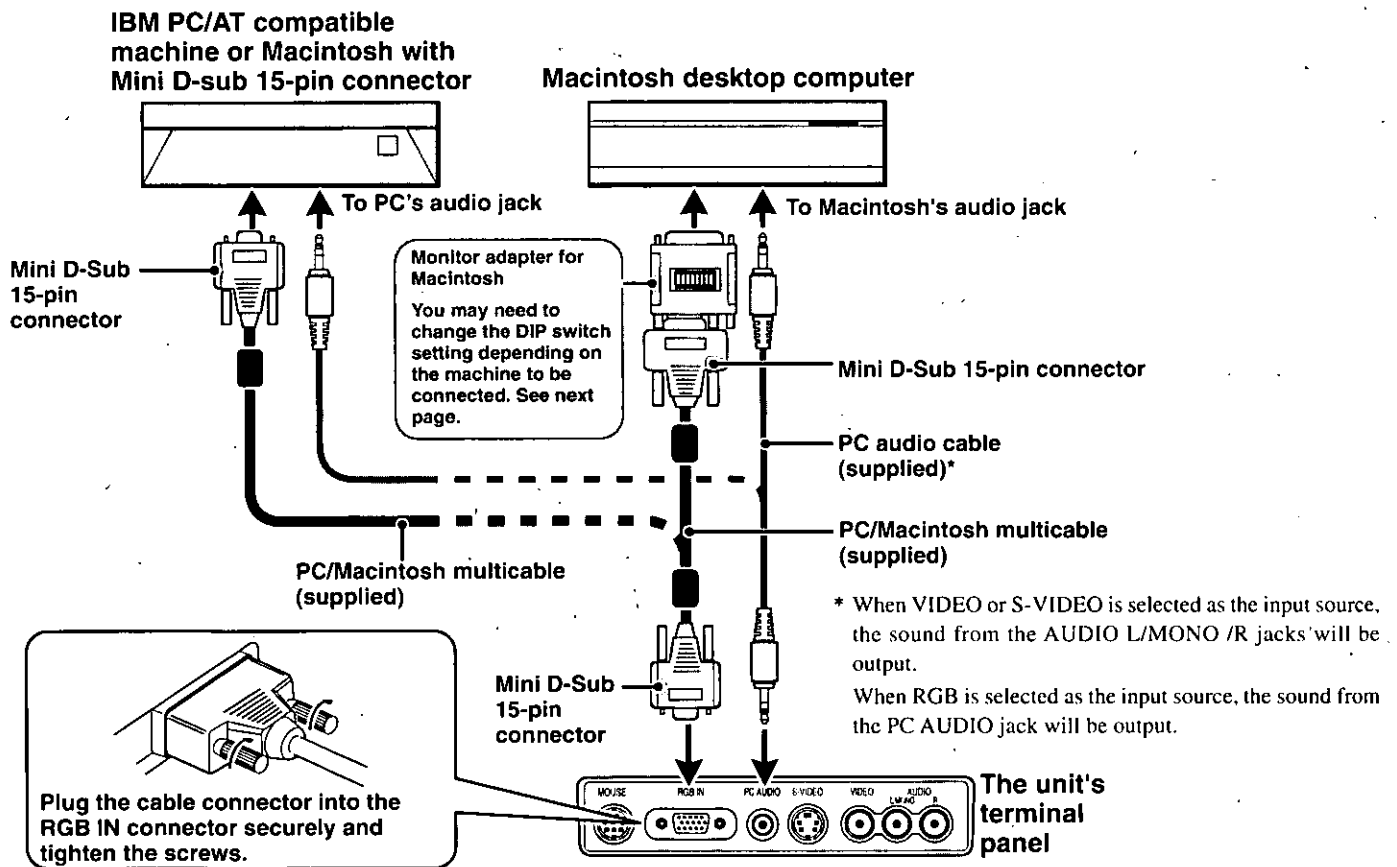 IBM PC/AT compatible
machine or Macintosh with
Mini D-sub 15-pin connector
Macintosh desktop computer
To PC's audio jack
To Macintosh's audio jack
Mini D-Sub
15-pin
connector
Monitor adapter for
Macintosh
You may need to
change the DIP switch
setting depending on
the machine to be
connected. See next
page.
Mini D-Sub 15-pin connector
PC audio cable
(supplied)*
PC/Macintosh multicable
(supplied)
PC/Macintosh multicable
(supplied)
* When VIDEO or S-VIDEO is selected as the input source,
the sound from the AUDIO L/MONO /R jacks will be
output.
When RGB is selected as the input source, the sound from
the PC AUDIO jack will be output.
Mini D-Sub
15-pin
connector
Plug the cable connector into the
RGB IN connector securely and
tighten the screws.
MOUSE RGB IN PC AUDIO S-VIDEO VIDEO AUDIO
L/MONO R
The unit's
terminal
panel